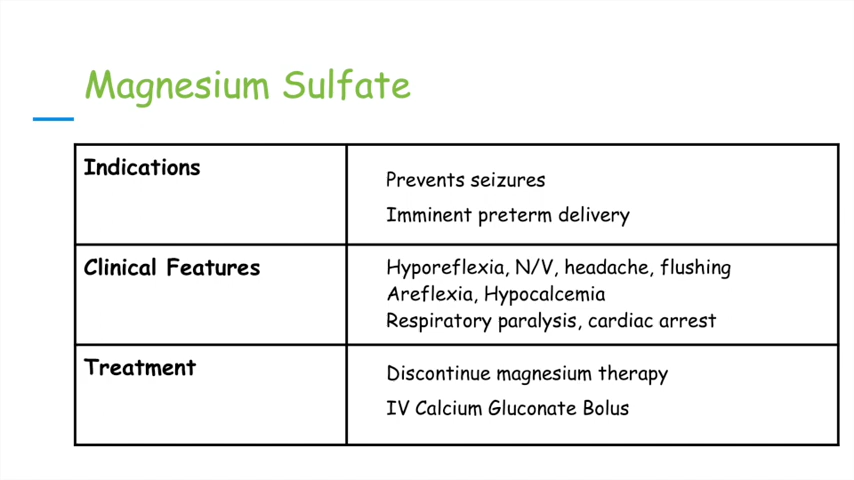 Magnesium Sulfate
Indications
Prevents seizures
Imminent preterm delivery
Clinical Features
Hyporeflexia, N/V, headache, flushing
Areflexia, Hypocalcemia
Respiratory paralysis, cardiac arrest
Treatment
Discontinue magnesium therapy
IV Calcium Gluconate Bolus